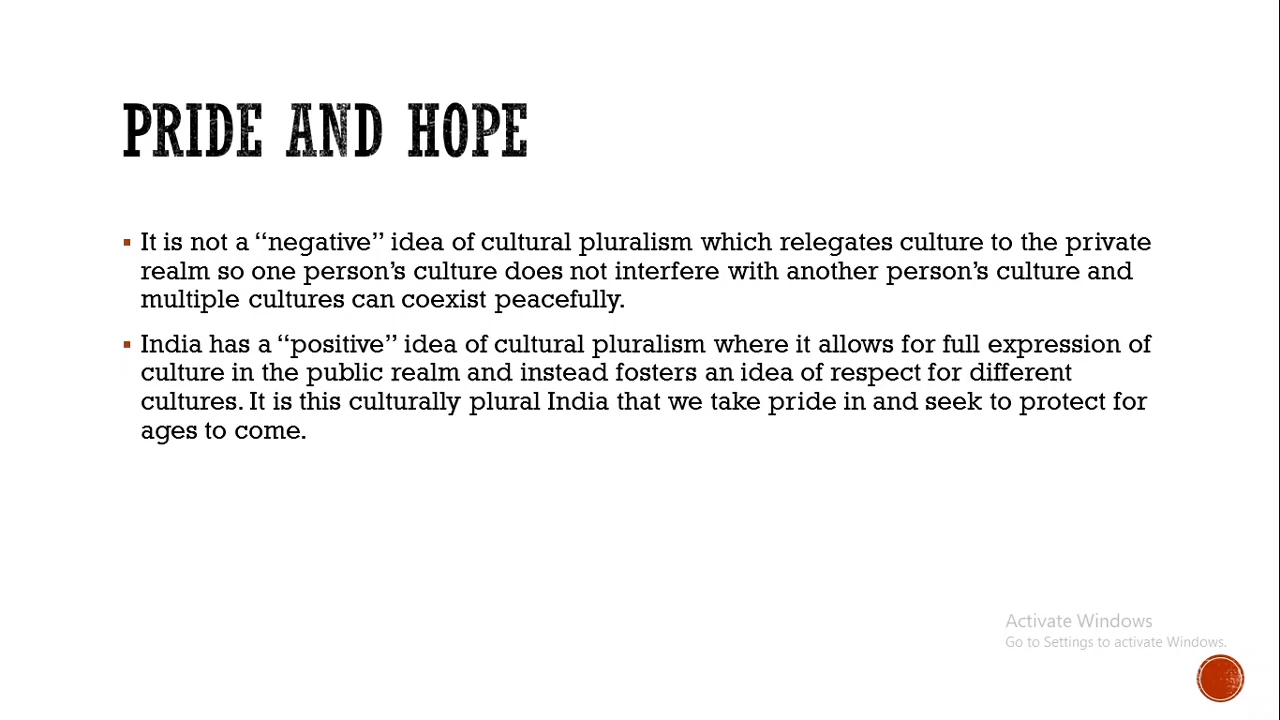 PRIDE AND HOPE
▪ It is not a “negative” idea of cultural pluralism which relegates culture to the private
realm so one person’s culture does not interfere with another person’s culture and
multiple cultures can coexist peacefully.
▪ India has a “positive” idea of cultural pluralism where it allows for full expression of
culture in the public realm and instead fosters an idea of respect for different
cultures. It is this culturally plural India that we take pride in and seek to protect for
ages to come.
Activate Windows
Go to Settings to activate Windows.